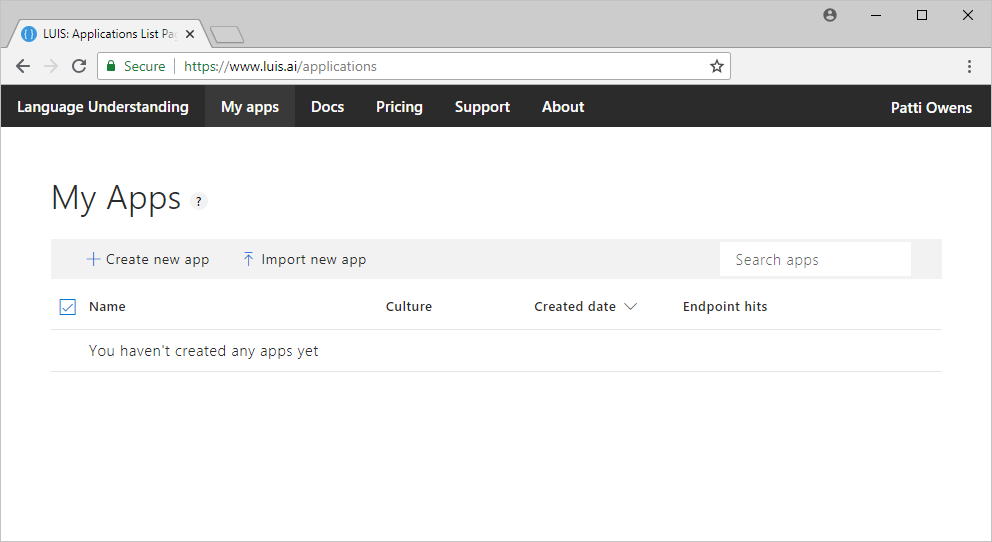 LUIS: Applications List Pa
Secure https://www.luis.ai/applications
Language Understanding My apps Docs Pricing Support About Patti Owens
My Apps ?
Create new app Import new app Search apps
Name Culture Created date Endpoint hits
You haven't created any apps yet